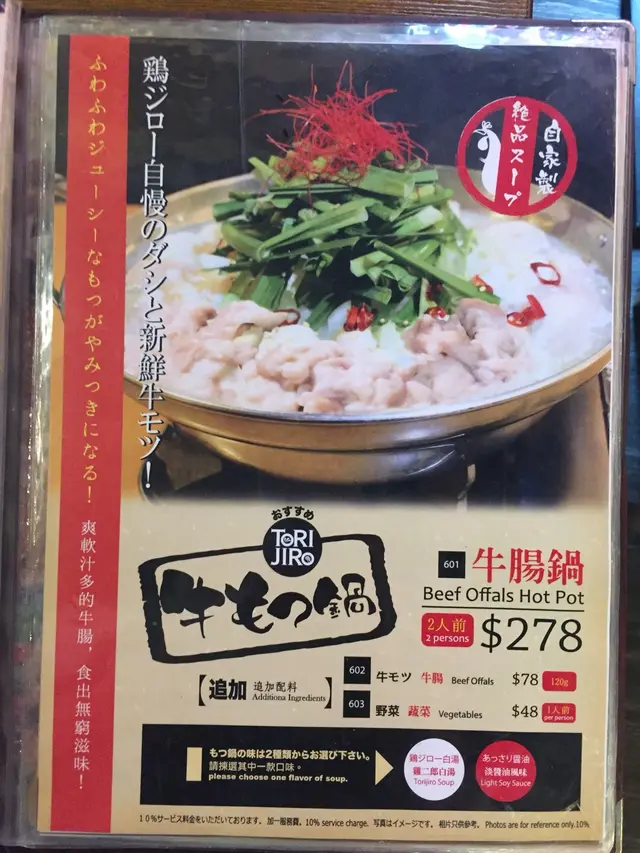 ふわふわジューシーなもつがやみつきになる！
爽軟汁多的牛腸，食出無窮滋味！
鶏ジロー自慢のダシと新鮮牛モツ！
自家製
絶品スープ
おすすめ
TORI
JIRO
牛もつ鍋
601 牛腸鍋
Beef Offals Hot Pot
2人前
2 persons
$278
【追加 追加配料
Additiona Ingredients】
602 牛モツ 牛腸 Beef Offals $78 120g
603 野菜 蔬菜 Vegetables $48 1人前
per person
もつ鍋の味は2種類からお選び下さい。
請揀選其中一款口味。
please choose one flavor of soup.
鶏ジロー白湯
雞二郎白湯
Torijiro Soup
あっさり醤油
淡醬油風味
Light Soy Sauce
10％サービス料金をいただいております。 加一服務費。10% service charge. 写真はイメージです。 相片只供參考。 Photos are for reference only.10%